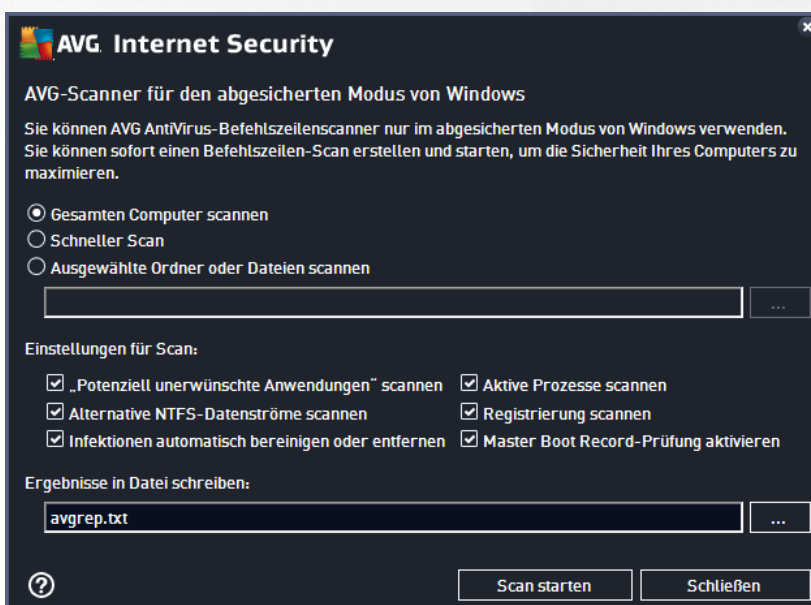 AVG. Internet Security
AVG-Scanner für den abgesicherten Modus von Windows
Sie können AVG AntiVirus-Befehlszeilenscanner nur im abgesicherten Modus von Windows verwenden.
Sie können sofort einen Befehlszeilen-Scan erstellen und starten, um die Sicherheit Ihres Computers zu
maximieren.
Gesamten Computer scannen
Schneller Scan
Ausgewählte Ordner oder Dateien scannen
...
Einstellungen für Scan:
„Potenziell unerwünschte Anwendungen“ scannen Aktive Prozesse scannen
Alternative NTFS-Datenströme scannen Registrierung scannen
Infektionen automatisch bereinigen oder entfernen Master Boot Record-Prüfung aktivieren
Ergebnisse in Datei schreiben:
avgrep.txt ...
? Scan starten Schließen